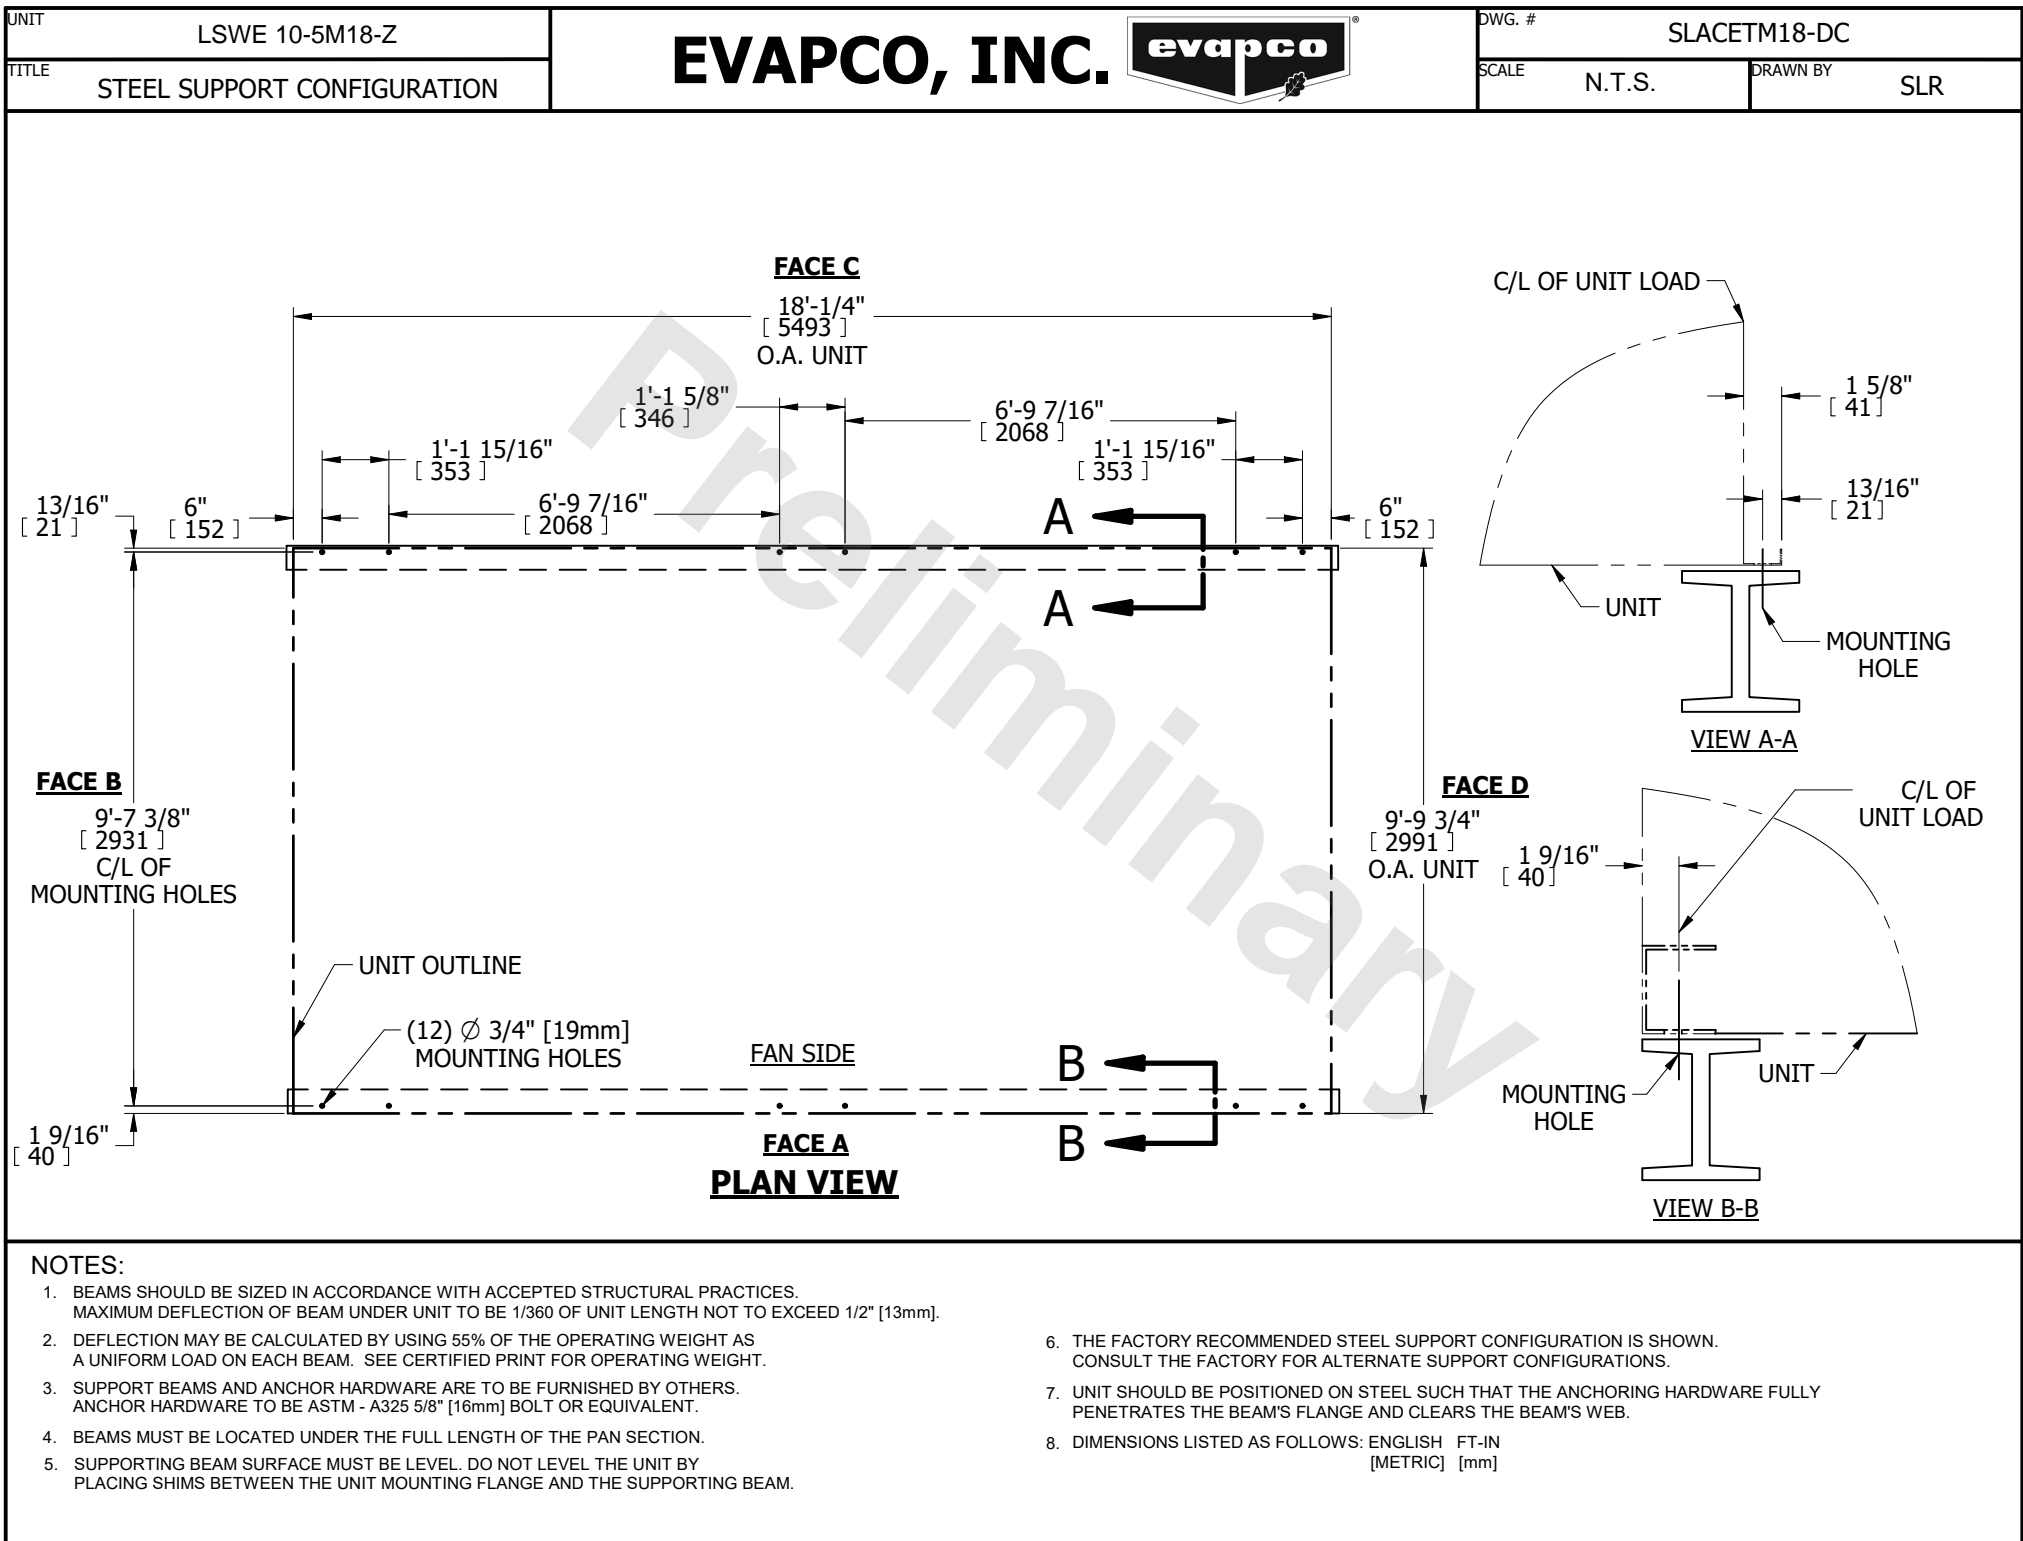 UNIT
LSWE 10-5M18-Z
TITLE
STEEL SUPPORT CONFIGURATION
EVAPCO, INC.
evapco
®
DWG. #
SLACETM18-DC
SCALE
N.T.S.
DRAWN BY
SLR
FACE C
18'-1/4"
[ 5493 ]
O.A. UNIT
1'-1 5/8"
[ 346 ]
6'-9 7/16"
[ 2068 ]
1'-1 15/16"
[ 353 ]
1'-1 15/16"
[ 353 ]
13/16"
[ 21 ]
6"
[ 152 ]
6'-9 7/16"
[ 2068 ]
6"
[ 152 ]
A
A
FACE B
9'-7 3/8"
[ 2931 ]
C/L OF
MOUNTING HOLES
FACE D
9'-9 3/4"
[ 2991 ]
O.A. UNIT
UNIT OUTLINE
(12) Ø 3/4" [19mm]
MOUNTING HOLES
FAN SIDE
B
B
1 9/16"
[ 40 ]
FACE A
PLAN VIEW
Preliminary
C/L OF UNIT LOAD
1 5/8"
[ 41 ]
13/16"
[ 21 ]
UNIT
MOUNTING
HOLE
VIEW A-A
C/L OF
UNIT LOAD
1 9/16"
[ 40 ]
UNIT
MOUNTING
HOLE
VIEW B-B
NOTES:
1. BEAMS SHOULD BE SIZED IN ACCORDANCE WITH ACCEPTED STRUCTURAL PRACTICES.
MAXIMUM DEFLECTION OF BEAM UNDER UNIT TO BE 1/360 OF UNIT LENGTH NOT TO EXCEED 1/2" [13mm].
2. DEFLECTION MAY BE CALCULATED BY USING 55% OF THE OPERATING WEIGHT AS
A UNIFORM LOAD ON EACH BEAM. SEE CERTIFIED PRINT FOR OPERATING WEIGHT.
3. SUPPORT BEAMS AND ANCHOR HARDWARE ARE TO BE FURNISHED BY OTHERS.
ANCHOR HARDWARE TO BE ASTM - A325 5/8" [16mm] BOLT OR EQUIVALENT.
4. BEAMS MUST BE LOCATED UNDER THE FULL LENGTH OF THE PAN SECTION.
5. SUPPORTING BEAM SURFACE MUST BE LEVEL. DO NOT LEVEL THE UNIT BY
PLACING SHIMS BETWEEN THE UNIT MOUNTING FLANGE AND THE SUPPORTING BEAM.
6. THE FACTORY RECOMMENDED STEEL SUPPORT CONFIGURATION IS SHOWN.
CONSULT THE FACTORY FOR ALTERNATE SUPPORT CONFIGURATIONS.
7. UNIT SHOULD BE POSITIONED ON STEEL SUCH THAT THE ANCHORING HARDWARE FULLY
PENETRATES THE BEAM'S FLANGE AND CLEARS THE BEAM'S WEB.
8. DIMENSIONS LISTED AS FOLLOWS: ENGLISH FT-IN
[METRIC] [mm]